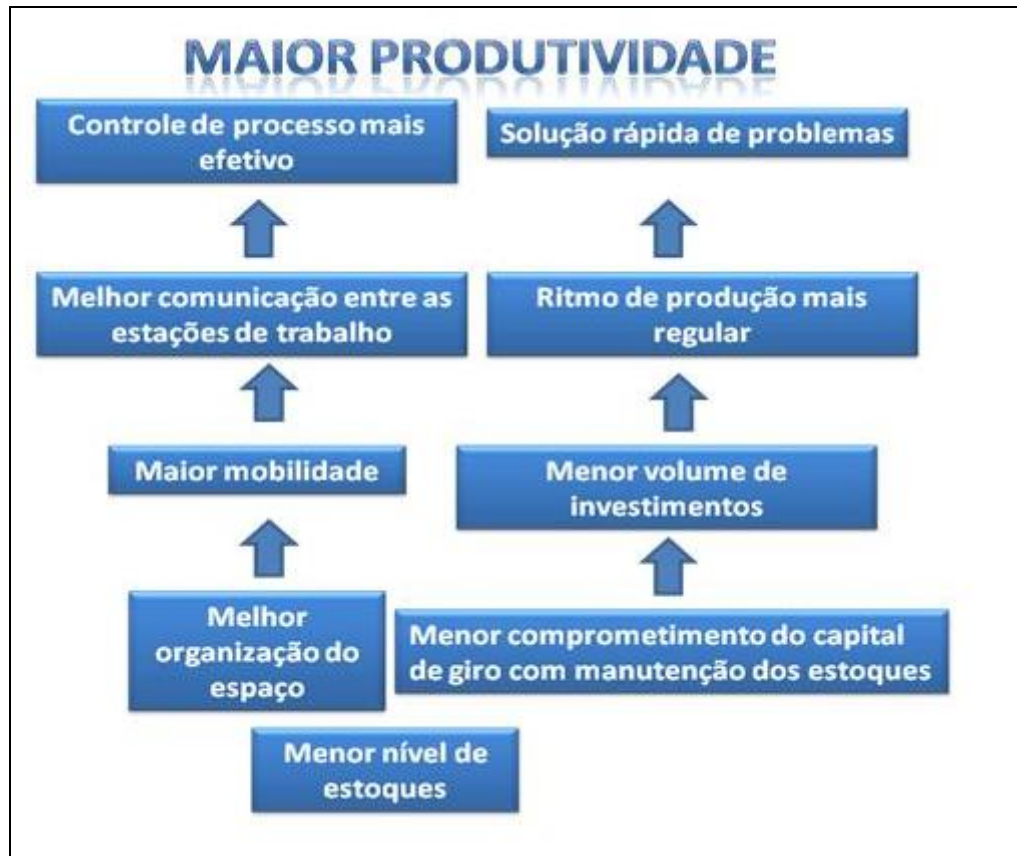 MAIOR PRODUTIVIDADE
Controle de processo mais
efetivo
Solução rápida de problemas
Melhor comunicação entre as
estações de trabalho
Ritmo de produção mais
regular
Maior mobilidade
Menor volume de
investimentos
Melhor
organização do
espaço
Menor comprometimento do capital
de giro com manutenção dos estoques
Menor nível de
estoques